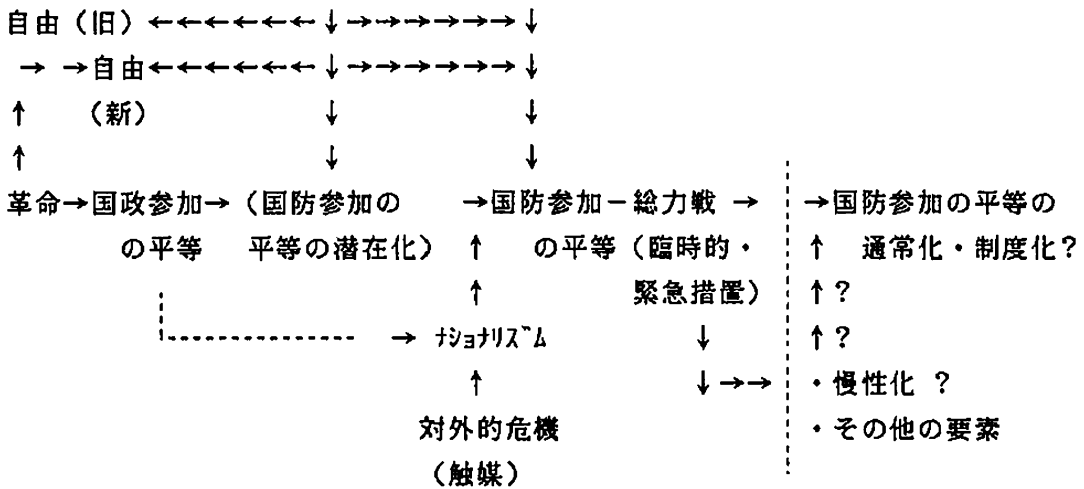 自由（旧）←←←←←←←↓→→→→→→↓
→ →自由←←←←←←←↓→→→→→→↓
↑ （新） ↓ ↓
↑ ↓ ↓
革命→国政参加→（国防参加の →国防参加－総力戦 → →国防参加の平等の
の平等 平等の潜在化） ↑ の平等（臨時的・ ↑ 通常化・制度化？
↑ 緊急措置） ↑？
→ ﾅｼｮﾅﾘｽﾞﾑ ↓ ↑？
↑ ↓→→ ・慢性化 ？
対外的危機 ・その他の要素
（触媒）